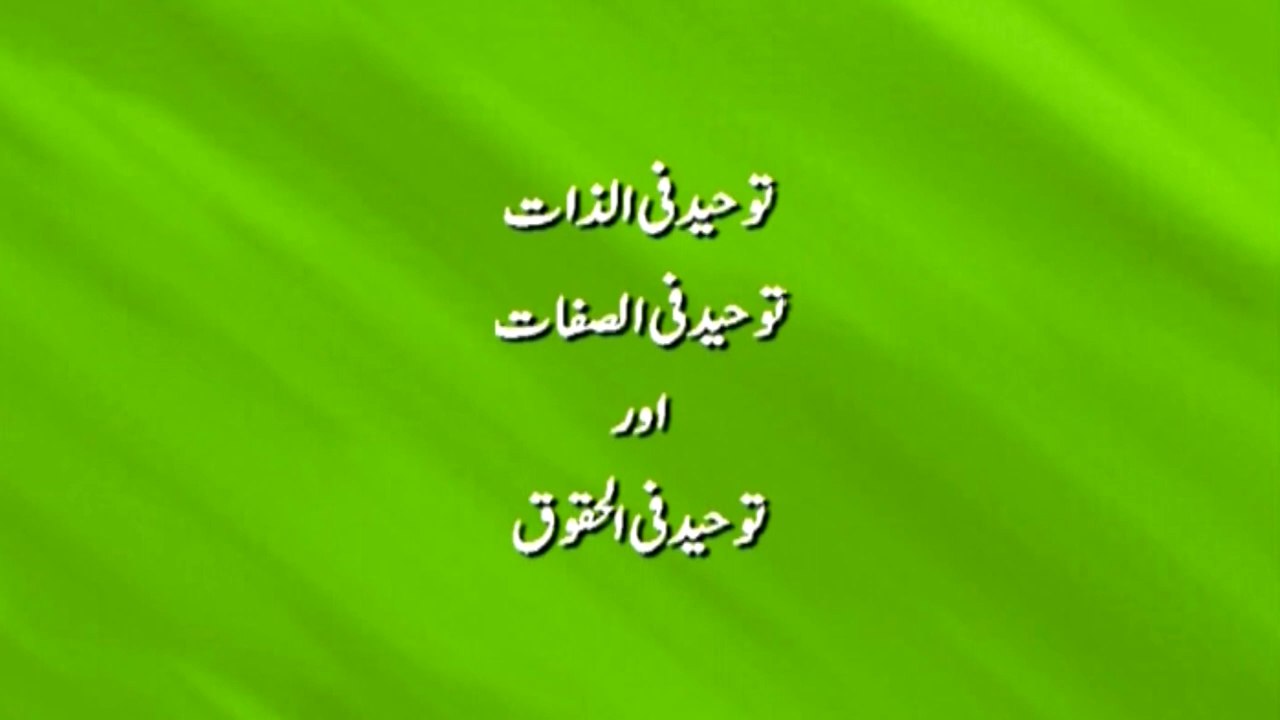 توحید فی الذات
توحید فی الصفات
اور
توحید فی الحقوق